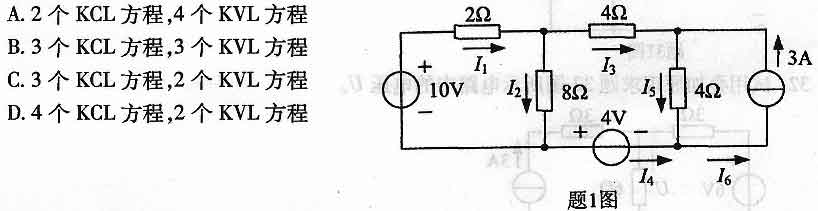 A. 2 个 KCL 方程,4 个 KVL 方程
B. 3 个 KCL 方程,3 个 KVL 方程
C. 3 个 KCL 方程,2 个 KVL 方程
D. 4 个 KCL 方程,2 个 KVL 方程
2Ω
4Ω
I1
I3
3A
+
10V
−
I2
8Ω
I5
4Ω
4V
+
−
I4
I6
题1图